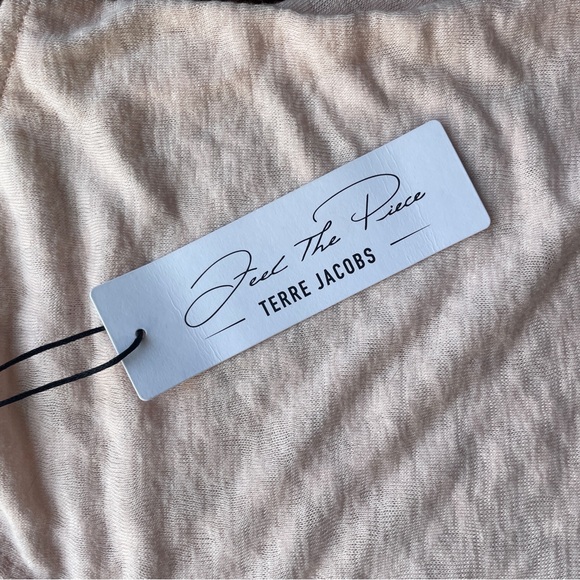 Feel The Piece
TERRE JACOBS